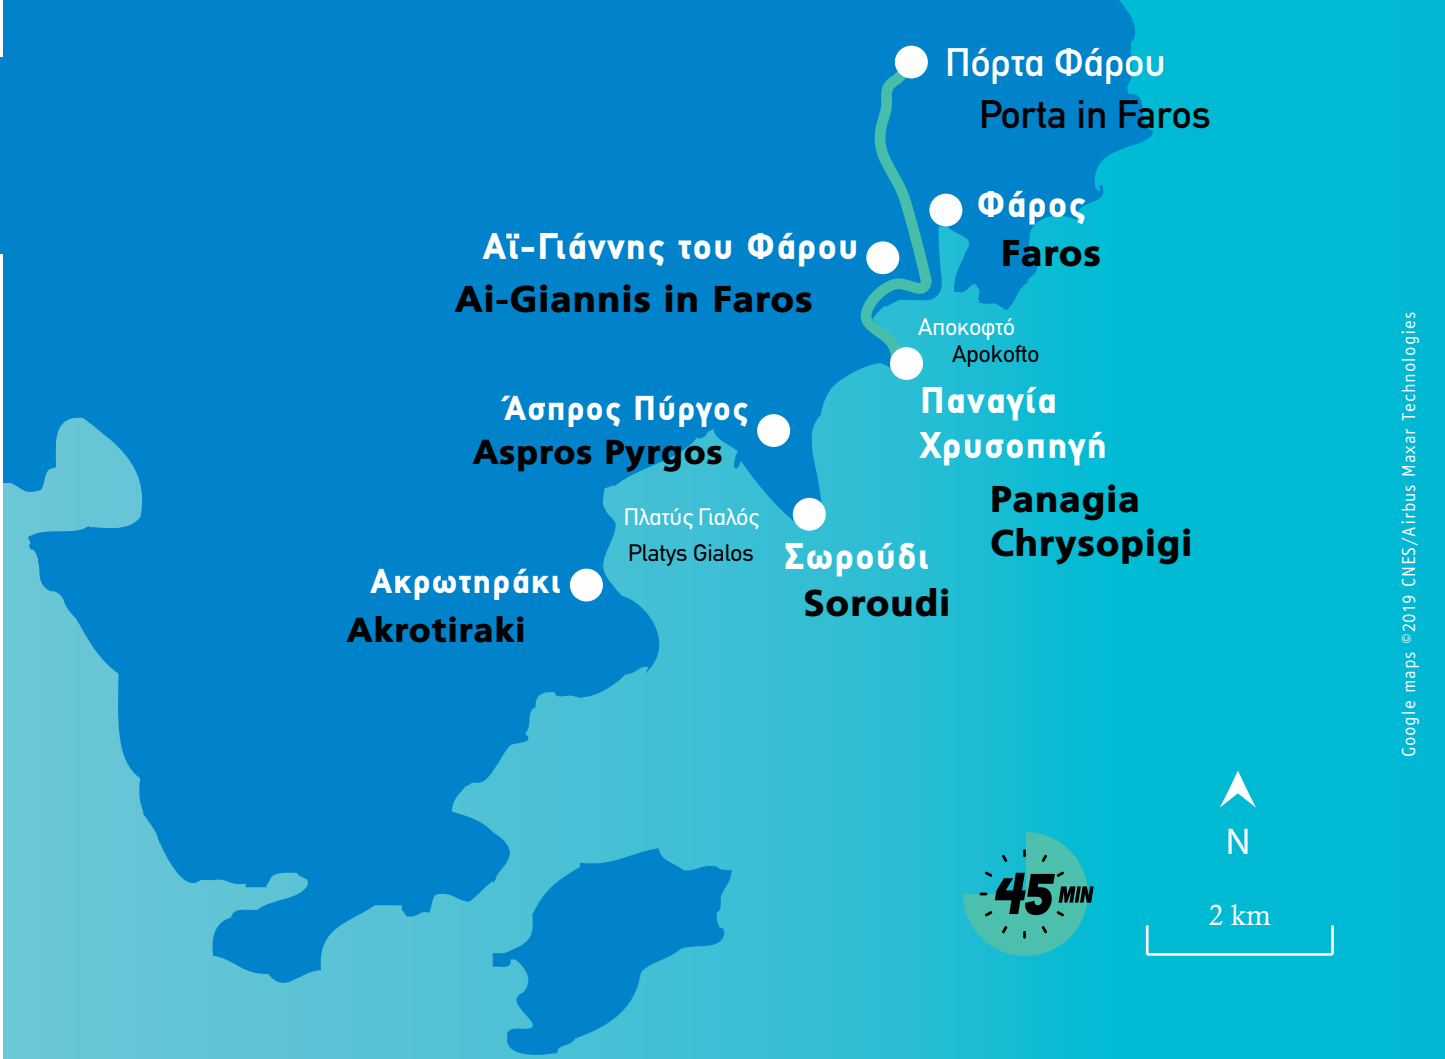 Πόρτα Φάρου
Porta in Faros
Φάρος
Faros
Αϊ-Γιάννης του Φάρου
Ai-Giannis in Faros
Αποκοφτό
Apokofto
Παναγία
Χρυσοπηγή
Panagia
Chrysopigi
Άσπρος Πύργος
Aspros Pyrgos
Πλατύς Γιαλός
Platys Gialos
Σωρούδι
Soroudi
Ακρωτηράκι
Akrotiraki
45 MIN
N
2 km
Google maps ©2019 CNES/Airbus Maxar Technologies